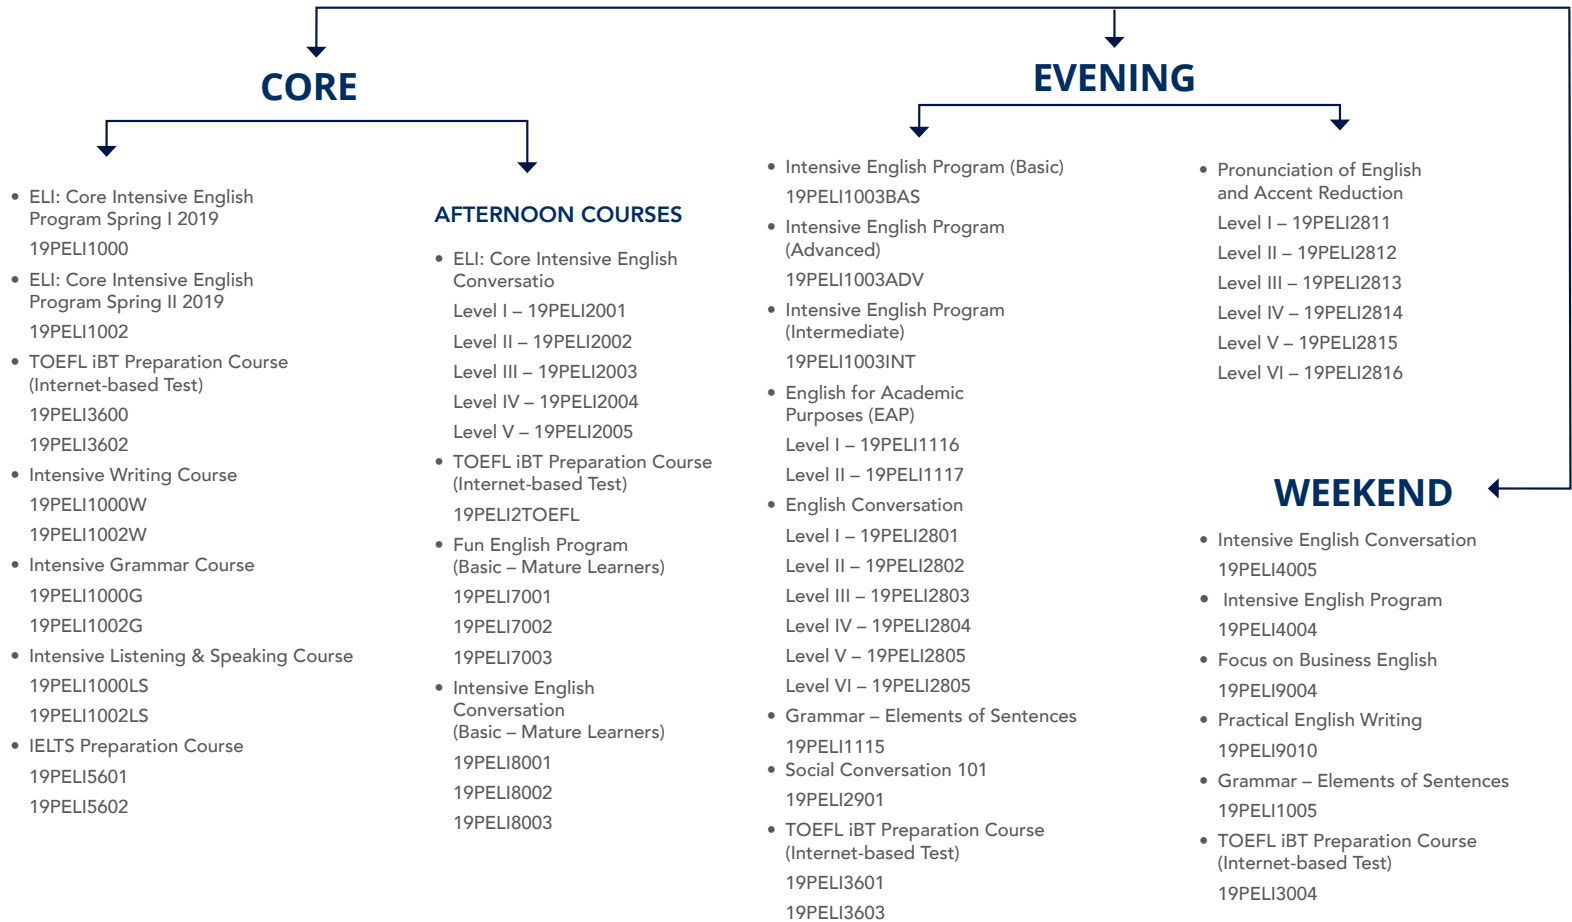 CORE
• ELI: Core Intensive English
Program Spring I 2019
19PELI1000
• ELI: Core Intensive English
Program Spring II 2019
19PELI1002
• TOEFL iBT Preparation Course
(Internet-based Test)
19PELI3600
19PELI3602
• Intensive Writing Course
19PELI1000W
19PELI1002W
• Intensive Grammar Course
19PELI1000G
19PELI1002G
• Intensive Listening & Speaking Course
19PELI1000LS
19PELI1002LS
• IELTS Preparation Course
19PELI5601
19PELI5602
AFTERNOON COURSES
• ELI: Core Intensive English
Conversatio
Level I – 19PELI2001
Level II – 19PELI2002
Level III – 19PELI2003
Level IV – 19PELI2004
Level V – 19PELI2005
• TOEFL iBT Preparation Course
(Internet-based Test)
19PELI2TOEFL
• Fun English Program
(Basic – Mature Learners)
19PELI7001
19PELI7002
19PELI7003
• Intensive English
Conversation
(Basic – Mature Learners)
19PELI8001
19PELI8002
19PELI8003
EVENING
• Intensive English Program (Basic)
19PELI1003BAS
• Intensive English Program
(Advanced)
19PELI1003ADV
• Intensive English Program
(Intermediate)
19PELI1003INT
• English for Academic
Purposes (EAP)
Level I – 19PELI1116
Level II – 19PELI1117
• English Conversation
Level I – 19PELI2801
Level II – 19PELI2802
Level III – 19PELI2803
Level IV – 19PELI2804
Level V – 19PELI2805
Level VI – 19PELI2805
• Grammar – Elements of Sentences
19PELI1115
• Social Conversation 101
19PELI2901
• TOEFL iBT Preparation Course
(Internet-based Test)
19PELI3601
19PELI3603
• Pronunciation of English
and Accent Reduction
Level I – 19PELI2811
Level II – 19PELI2812
Level III – 19PELI2813
Level IV – 19PELI2814
Level V – 19PELI2815
Level VI – 19PELI2816
WEEKEND
• Intensive English Conversation
19PELI4005
• Intensive English Program
19PELI4004
• Focus on Business English
19PELI9004
• Practical English Writing
19PELI9010
• Grammar – Elements of Sentences
19PELI1005
• TOEFL iBT Preparation Course
(Internet-based Test)
19PELI3004